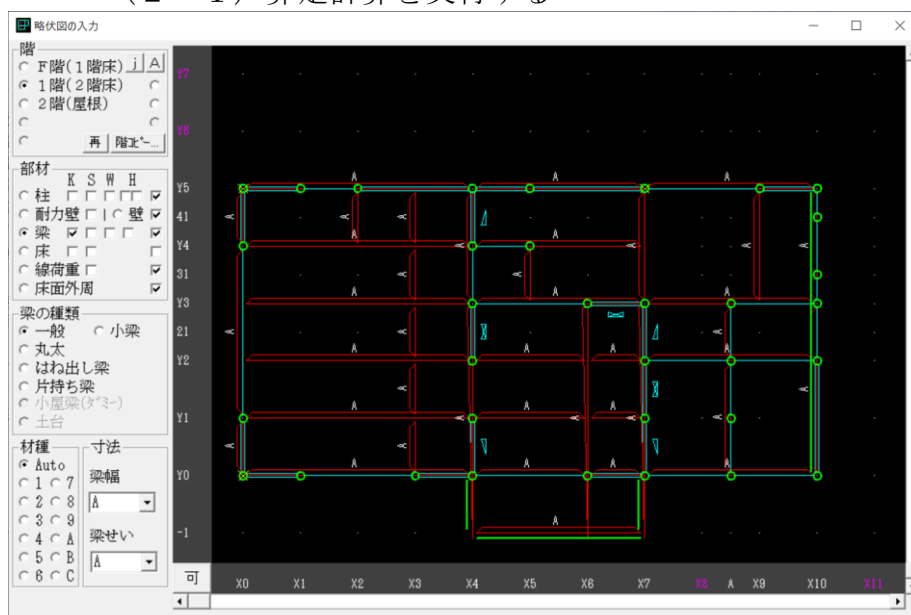 (2-1)算定計算を実行する
略伏図の入力
階
F階(1階床) j A
1階(2階床)
2階(屋根)
再 階ｺﾋﾟｰ...
部材
K S W H
柱
耐力壁 | 壁
梁
床
線荷重
床面外周
梁の種類
一般 小梁
丸太
はね出し梁
片持ち梁
小屋梁(ﾀﾞﾐｰ)
土台
材種
Auto
1 7
2 8
3 9
4 A
5 B
6 C
寸法
梁幅
A
梁せい
A
Y7
Y6
Y5
41
Y4
31
Y3
21
Y2
Y1
Y0
-1
可
X0 X1 X2 X3 X4 X5 X6 X7 X8 A X9 X10 X11
A A A
A A A
A A
A A
A A
A A A A
A
A A A
A A A A
A A A A A
A
A A A
A
A